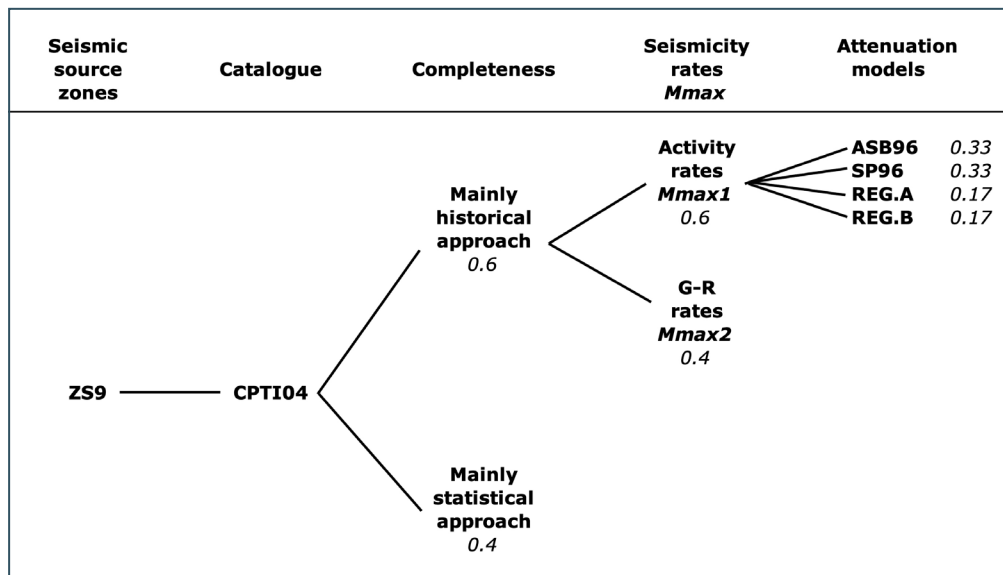 Seismic
source
zones
Catalogue
Completeness
Seismicity
rates
Mmax
Attenuation
models
ZS9
CPTI04
Mainly
historical
approach
0.6
Mainly
statistical
approach
0.4
Activity
rates
Mmax1
0.6
G-R
rates
Mmax2
0.4
ASB96 0.33
SP96 0.33
REG.A 0.17
REG.B 0.17